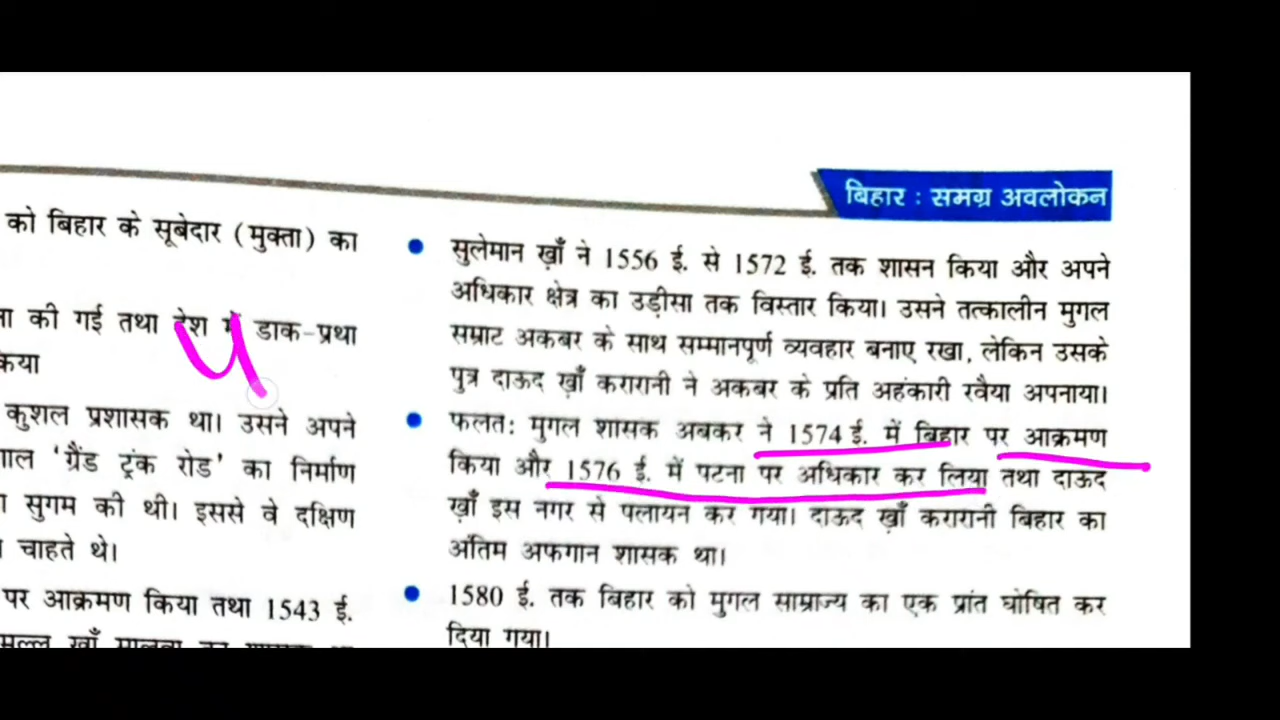 बिहार : समग्र अवलोकन
को बिहार के सूबेदार (मुक्ता) का
की गई तथा देश में डाक-प्रथा
किया
कुशल प्रशासक था। उसने अपने
'ग्रैंड ट्रंक रोड' का निर्माण
सुगम की थी। इससे वे दक्षिण
चाहते थे।
पर आक्रमण किया तथा 1543 ई.
सुलेमान ख़ाँ ने 1556 ई. से 1572 ई. तक शासन किया और अपने
अधिकार क्षेत्र का उड़ीसा तक विस्तार किया। उसने तत्कालीन मुगल
सम्राट अकबर के साथ सम्मानपूर्ण व्यवहार बनाए रखा, लेकिन उसके
पुत्र दाऊद ख़ाँ करारानी ने अकबर के प्रति अहंकारी रवैया अपनाया।
फलत: मुगल शासक अबकर ने 1574 ई. में बिहार पर आक्रमण
किया और 1576 ई. में पटना पर अधिकार कर लिया तथा दाऊद
ख़ाँ इस नगर से पलायन कर गया। दाऊद ख़ाँ करारानी बिहार का
अंतिम अफगान शासक था।
1580 ई. तक बिहार को मुगल साम्राज्य का एक प्रांत घोषित कर
दिया गया।